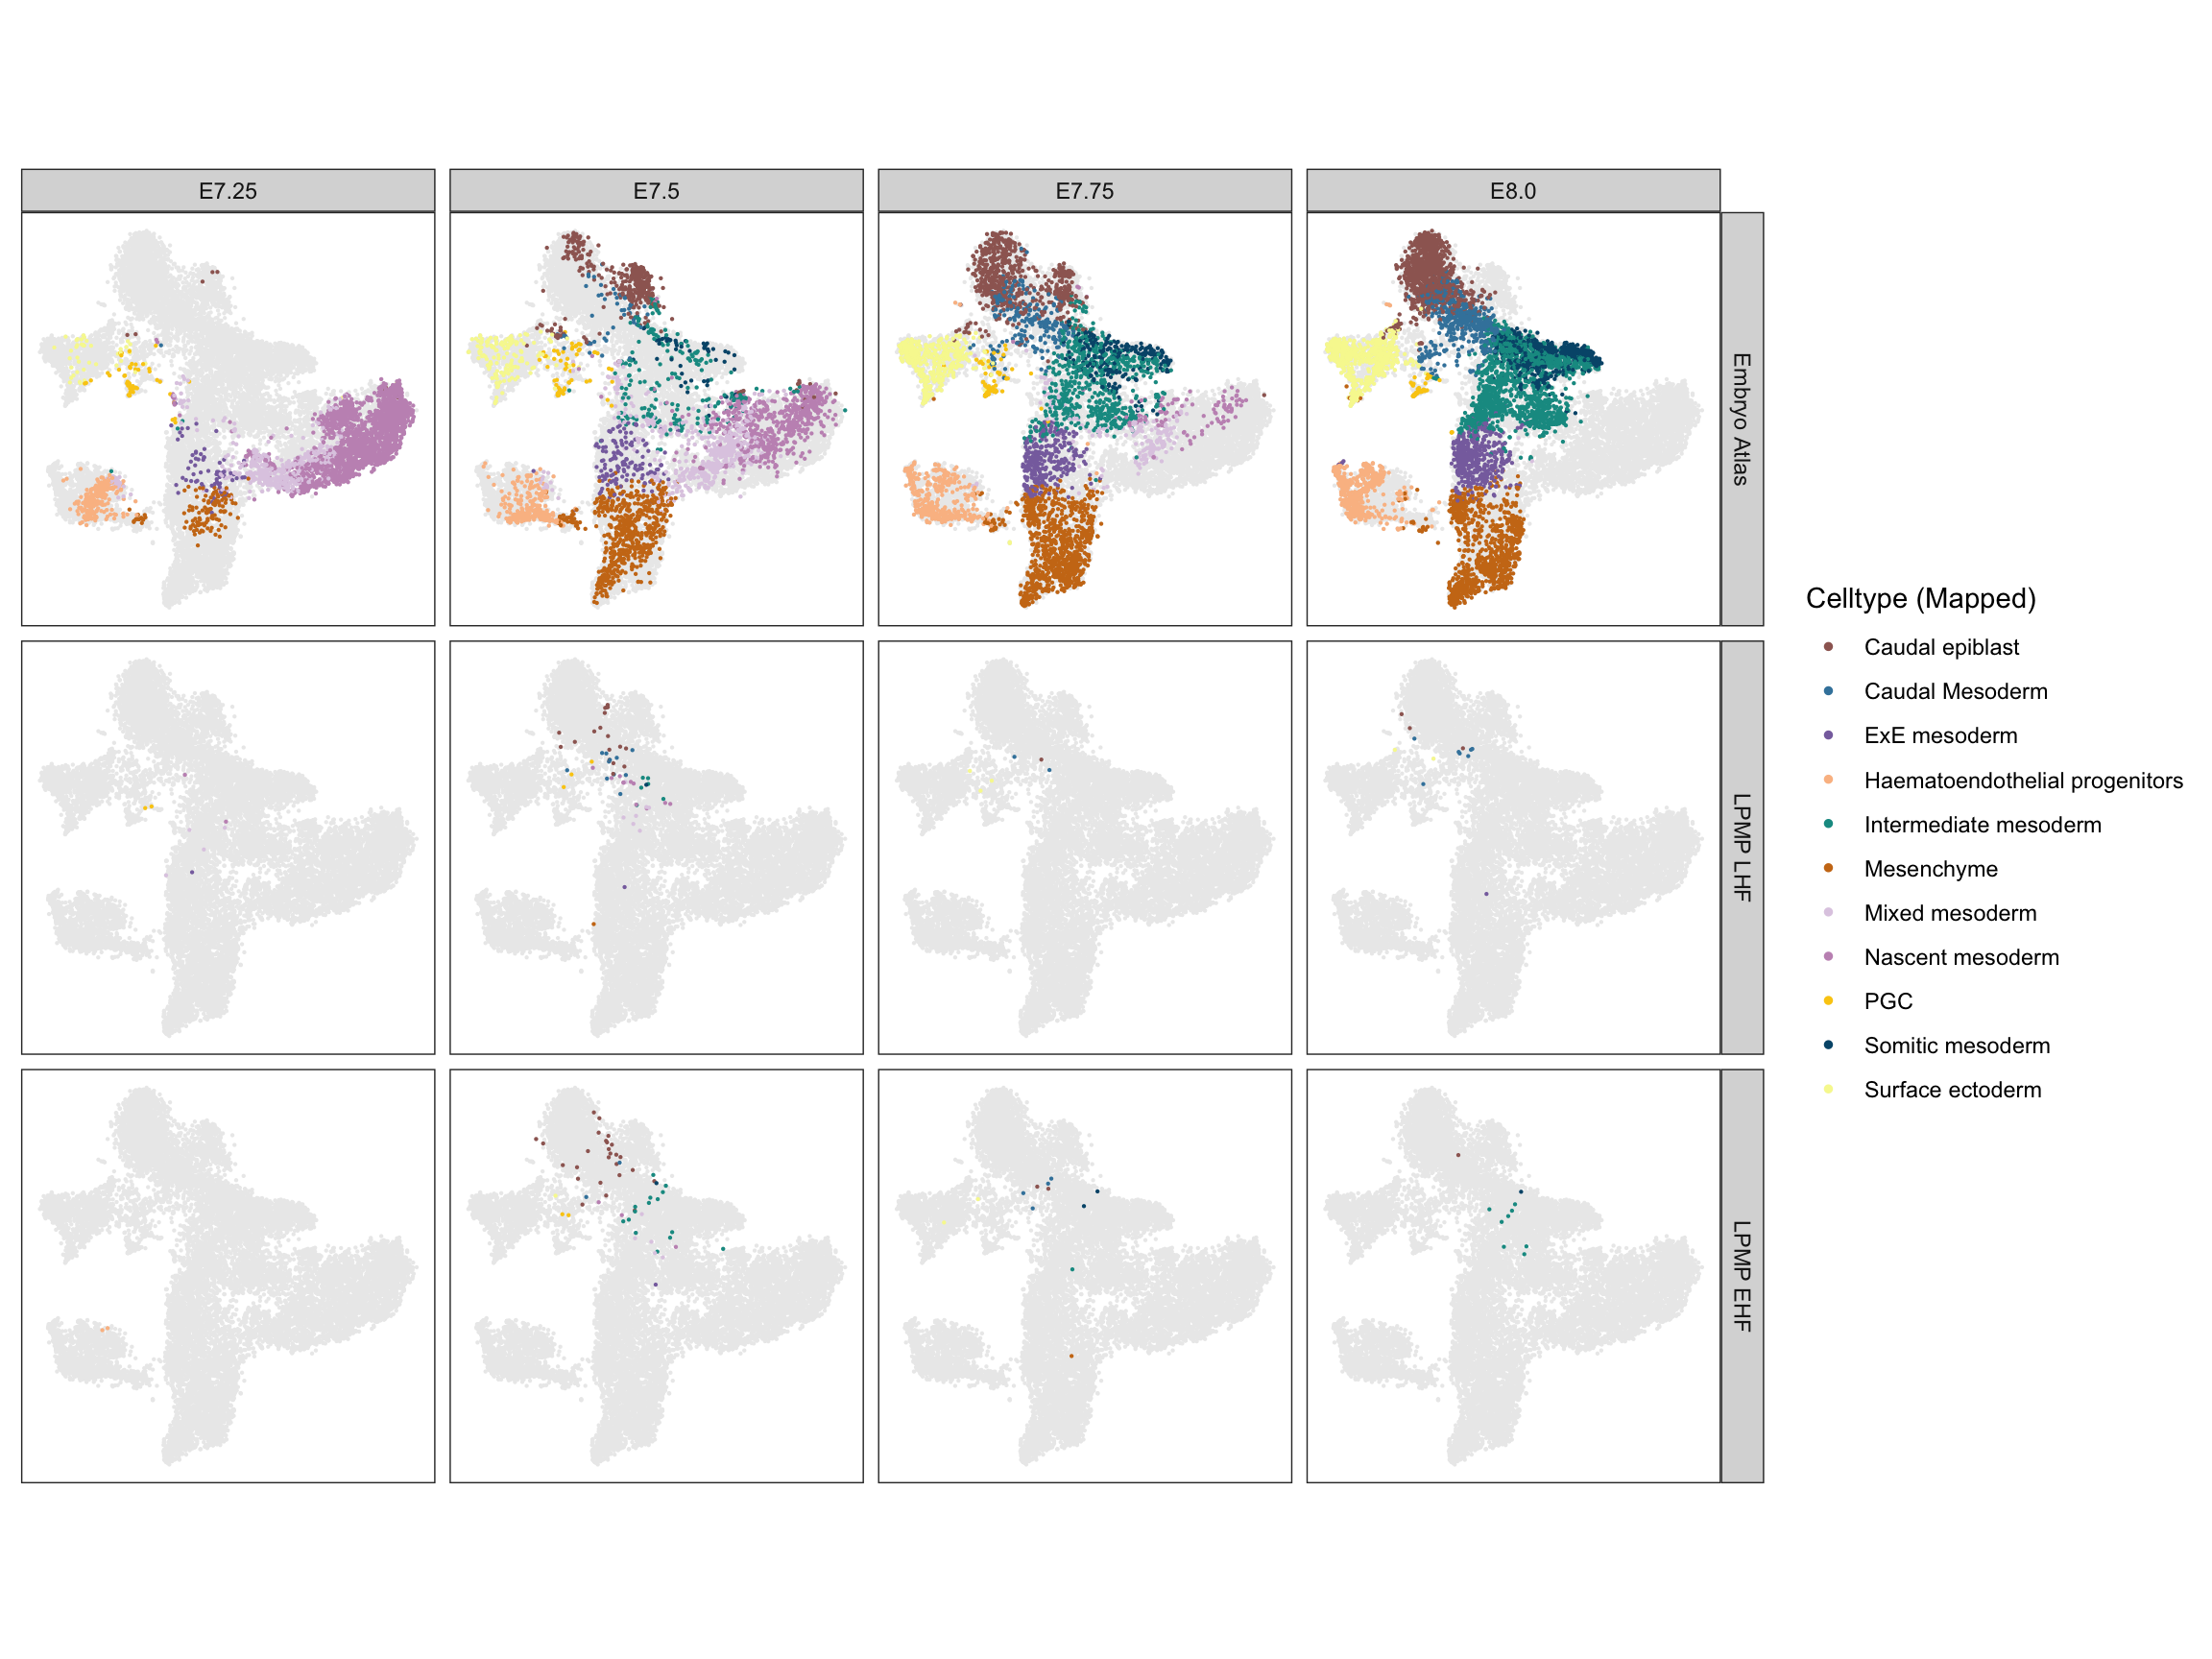 E7.25
E7.5
E7.75
E8.0
Embryo Atlas
LPMP LHF
LPMP EHF
Celltype (Mapped)
Caudal epiblast
Caudal Mesoderm
ExE mesoderm
Haematoendothelial progenitors
Intermediate mesoderm
Mesenchyme
Mixed mesoderm
Nascent mesoderm
PGC
Somitic mesoderm
Surface ectoderm